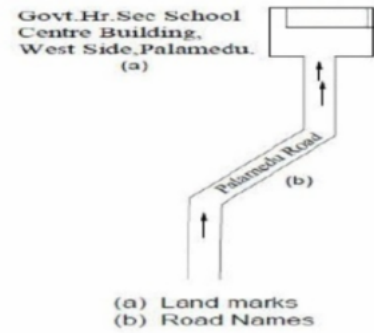 Govt.Hr.Sec School
Centre Building,
West Side,Palamedu.
(a)
Palamedu Road
(b)
(a) Land marks
(b) Road Names